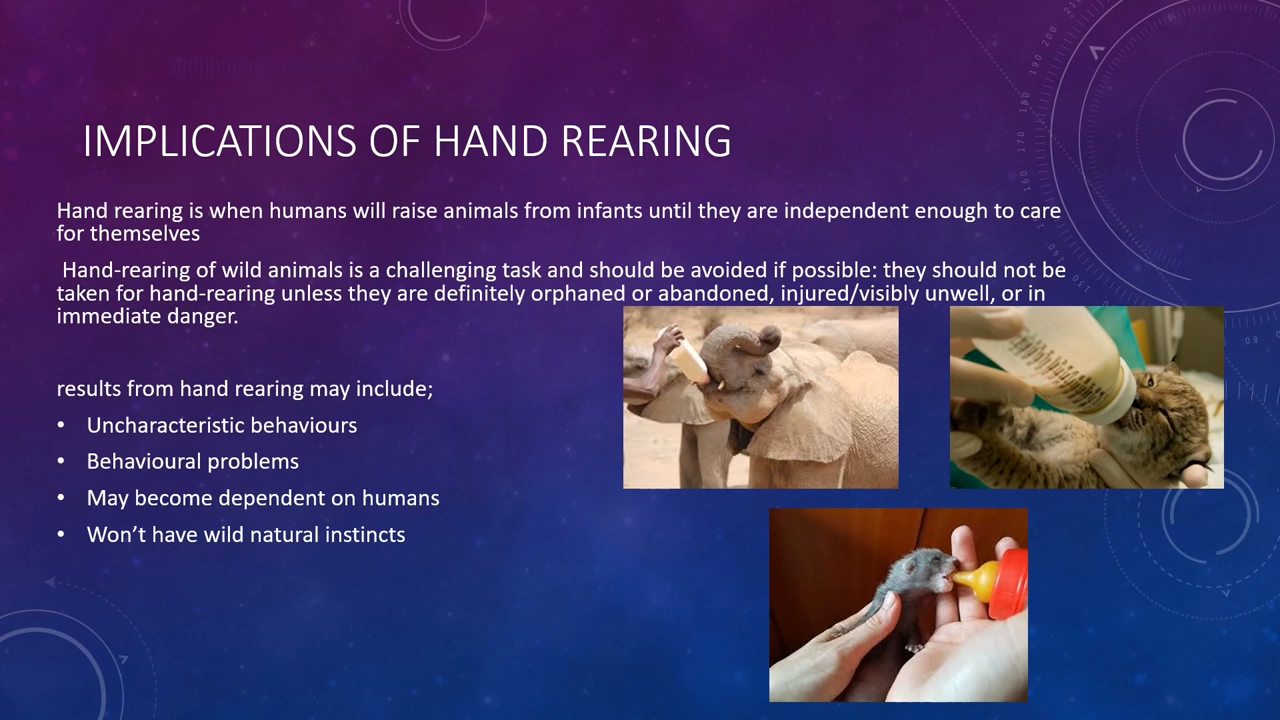 IMPLICATIONS OF HAND REARING
Hand rearing is when humans will raise animals from infants until they are independent enough to care
for themselves
Hand-rearing of wild animals is a challenging task and should be avoided if possible: they should not be
taken for hand-rearing unless they are definitely orphaned or abandoned, injured/visibly unwell, or in
immediate danger.
results from hand rearing may include;
• Uncharacteristic behaviours
• Behavioural problems
• May become dependent on humans
• Won’t have wild natural instincts